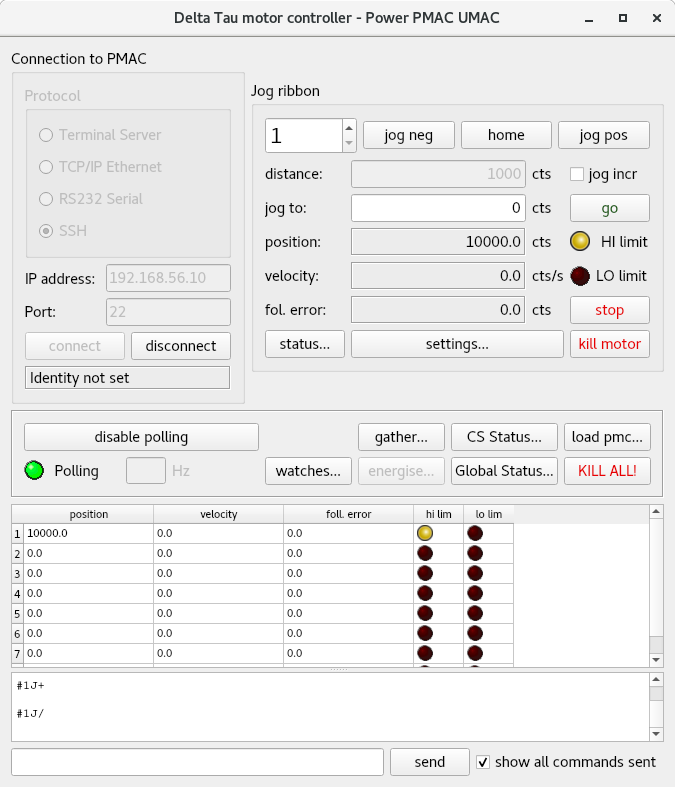 Delta Tau motor controller - Power PMAC UMAC
Connection to PMAC
Protocol
Terminal Server
TCP/IP Ethernet
RS232 Serial
SSH
IP address: 192.168.56.10
Port: 22
connect disconnect
Identity not set
Jog ribbon
1 jog neg home jog pos
distance: 1000 cts jog incr
jog to: 0 cts go
position: 10000.0 cts HI limit
velocity: 0.0 cts/s LO limit
fol. error: 0.0 cts stop
status... settings... kill motor
disable polling gather... CS Status... load pmc...
Polling Hz watches... energise... Global Status... KILL ALL!
position velocity foll. error hi lim lo lim
1 10000.0 0.0 0.0
2 0.0 0.0 0.0
3 0.0 0.0 0.0
4 0.0 0.0 0.0
5 0.0 0.0 0.0
6 0.0 0.0 0.0
7 0.0 0.0 0.0
#1J+
#1J/
send show all commands sent